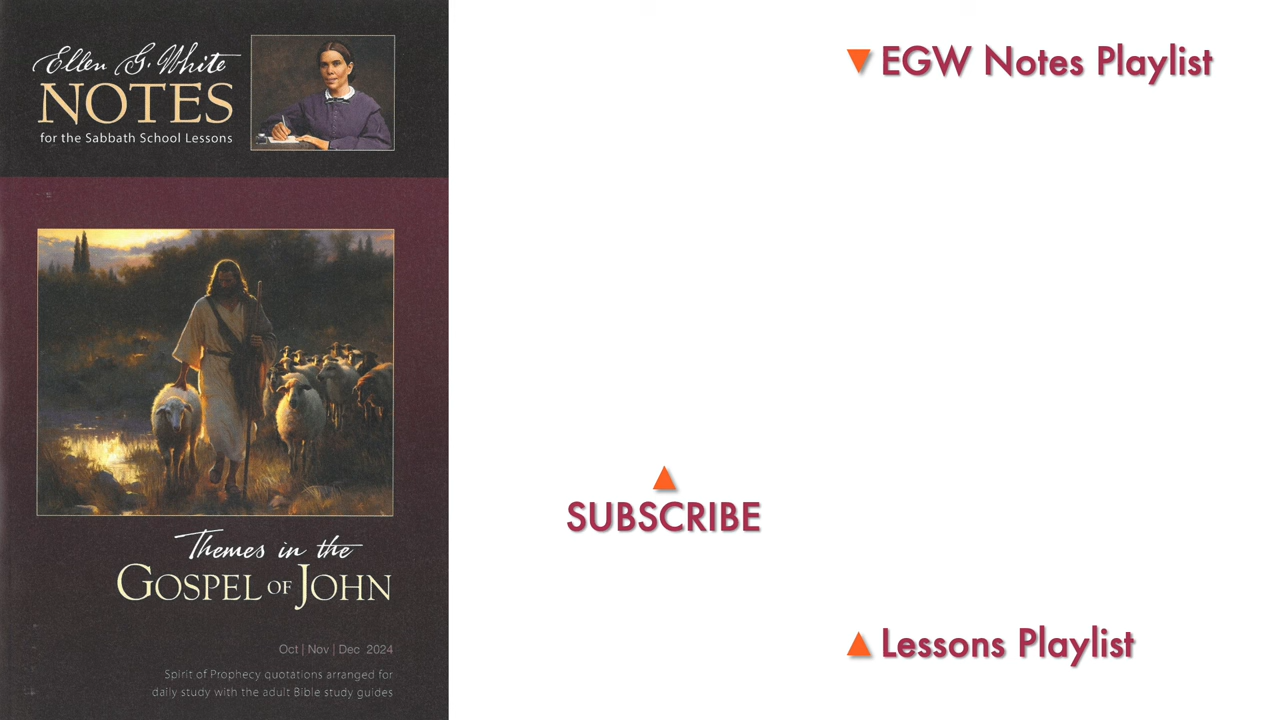 Ellen G. White
NOTES
for the Sabbath School Lessons
Themes in the
GOSPEL OF JOHN
Oct | Nov | Dec 2024
Spirit of Prophecy quotations arranged for
daily study with the adult Bible study guides
▼ EGW Notes Playlist
▲
SUBSCRIBE
▲ Lessons Playlist